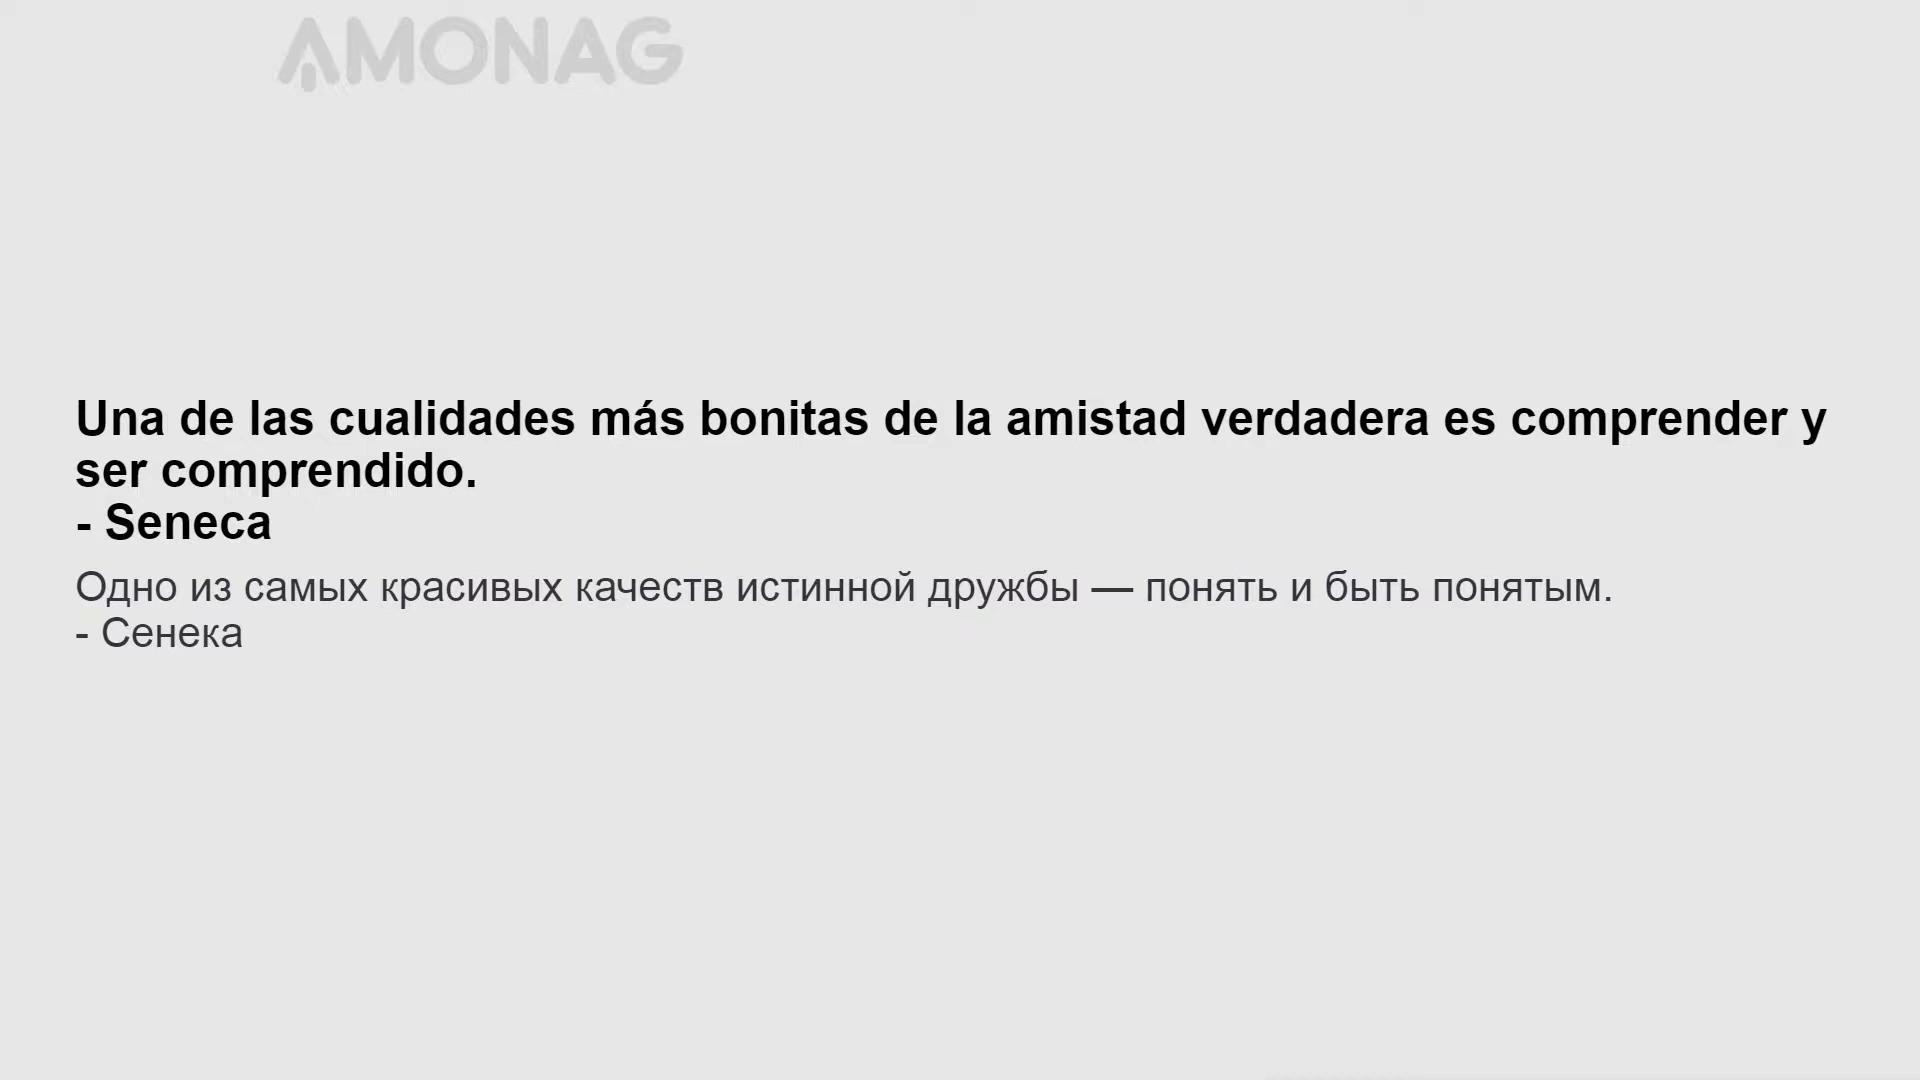 AMONAG
Una de las cualidades más bonitas de la amistad verdadera es comprender y
ser comprendido.
- Seneca
Одно из самых красивых качеств истинной дружбы — понять и быть понятым.
- Сенека